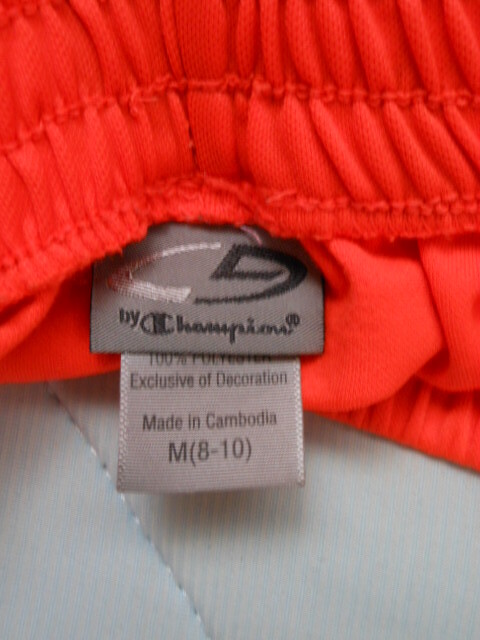 by Champion®
100% POLYESTER
Exclusive of Decoration
Made in Cambodia
M(8-10)